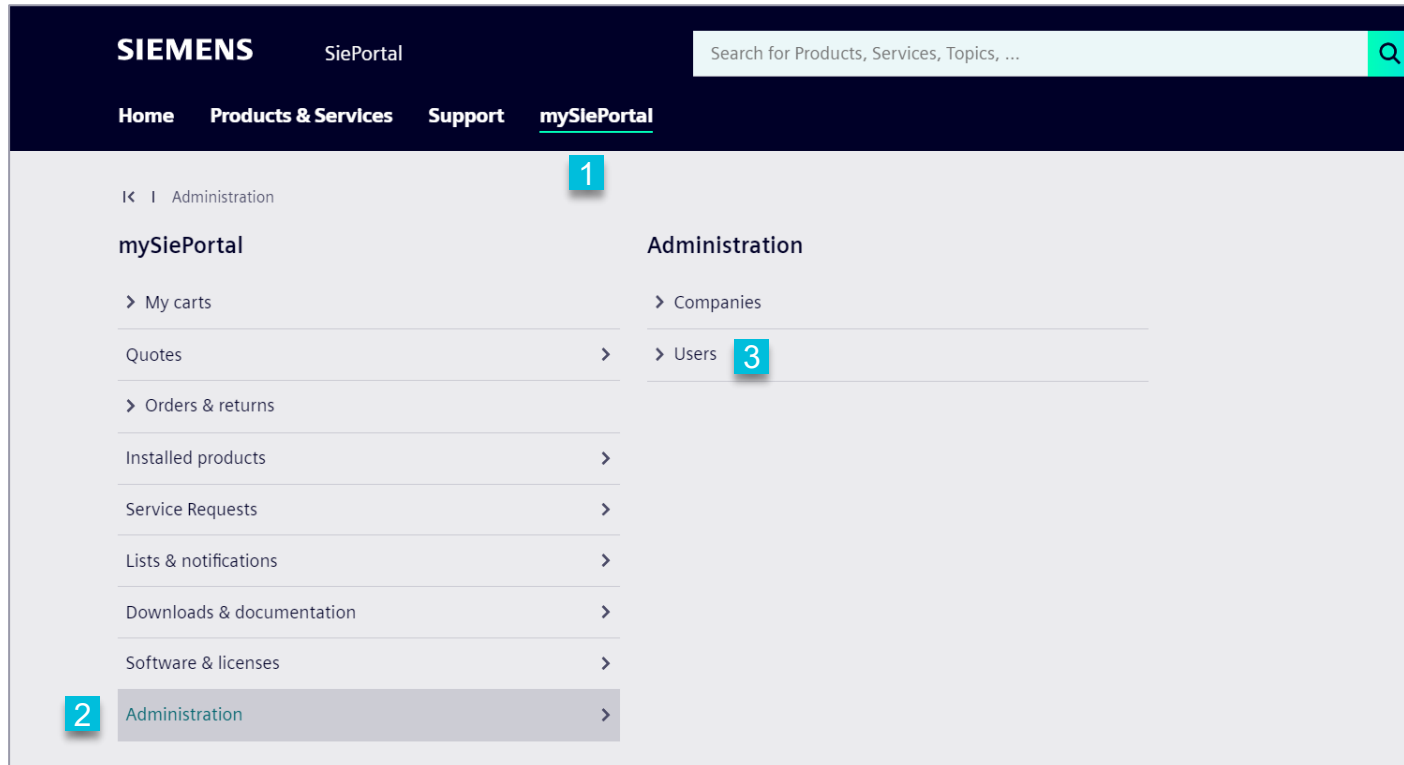 SIEMENS SiePortal Search for Products, Services, Topics, ...
Home Products & Services Support mySiePortal
1
Administration
mySiePortal
My carts
Quotes
Orders & returns
Installed products
Service Requests
Lists & notifications
Downloads & documentation
Software & licenses
2 Administration
Administration
Companies
Users 3